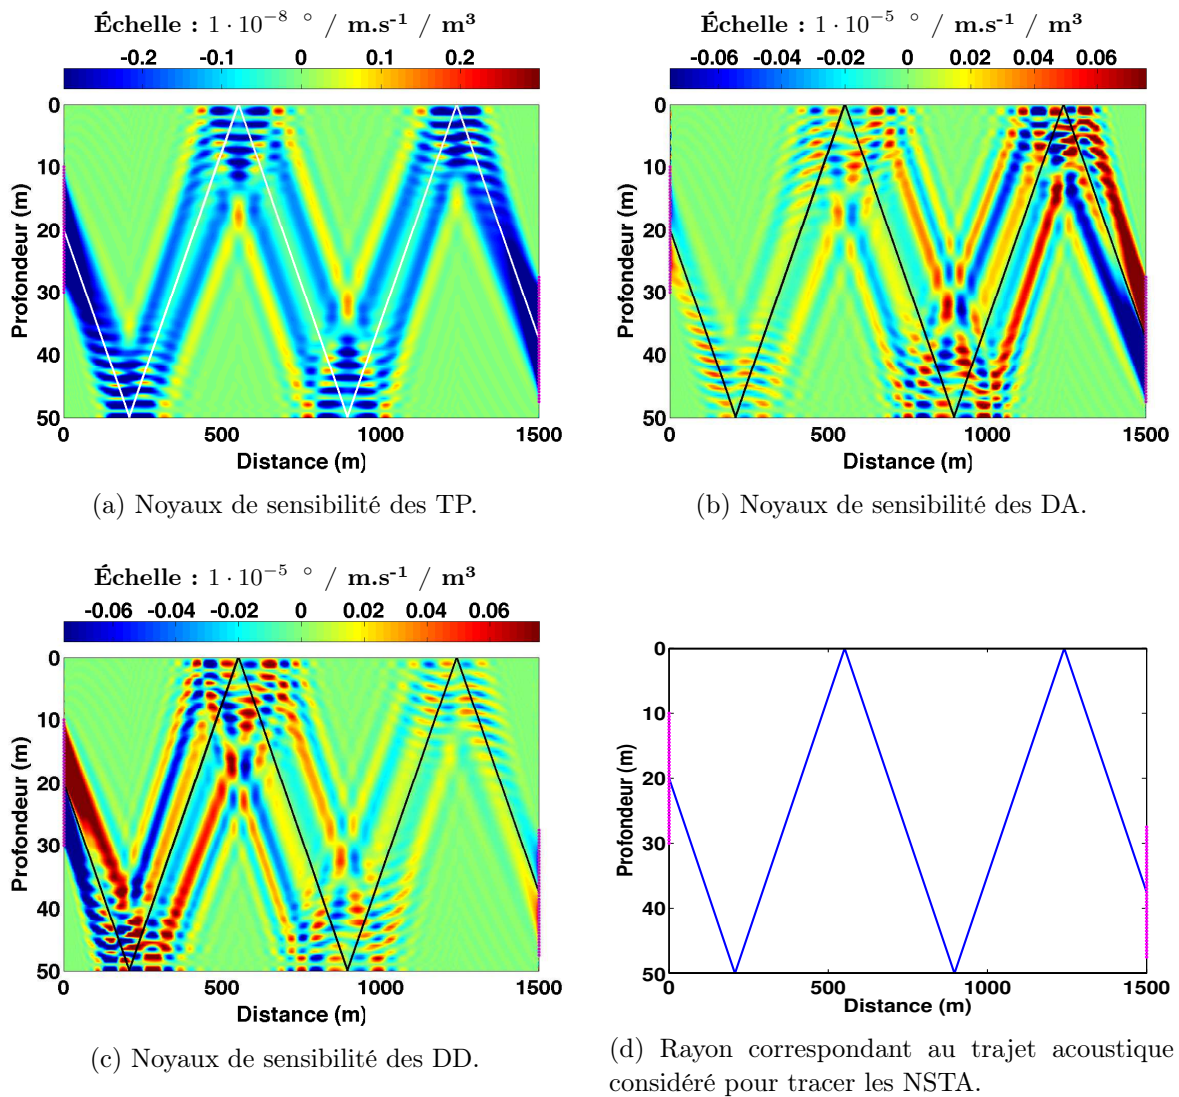 Échelle : 1 · 10⁻⁸ ° / m.s⁻¹ / m³
-0.2 -0.1 0 0.1 0.2
0
10
20
30
40
50
Profondeur (m)
0 500 1000 1500
Distance (m)
(a) Noyaux de sensibilité des TP.
Échelle : 1 · 10⁻⁵ ° / m.s⁻¹ / m³
-0.06 -0.04 -0.02 0 0.02 0.04 0.06
0
10
20
30
40
50
Profondeur (m)
0 500 1000 1500
Distance (m)
(b) Noyaux de sensibilité des DA.
Échelle : 1 · 10⁻⁵ ° / m.s⁻¹ / m³
-0.06 -0.04 -0.02 0 0.02 0.04 0.06
0
10
20
30
40
50
Profondeur (m)
0 500 1000 1500
Distance (m)
(c) Noyaux de sensibilité des DD.
0
10
20
30
40
50
Profondeur (m)
0 500 1000 1500
Distance (m)
(d) Rayon correspondant au trajet acoustique
considéré pour tracer les NSTA.